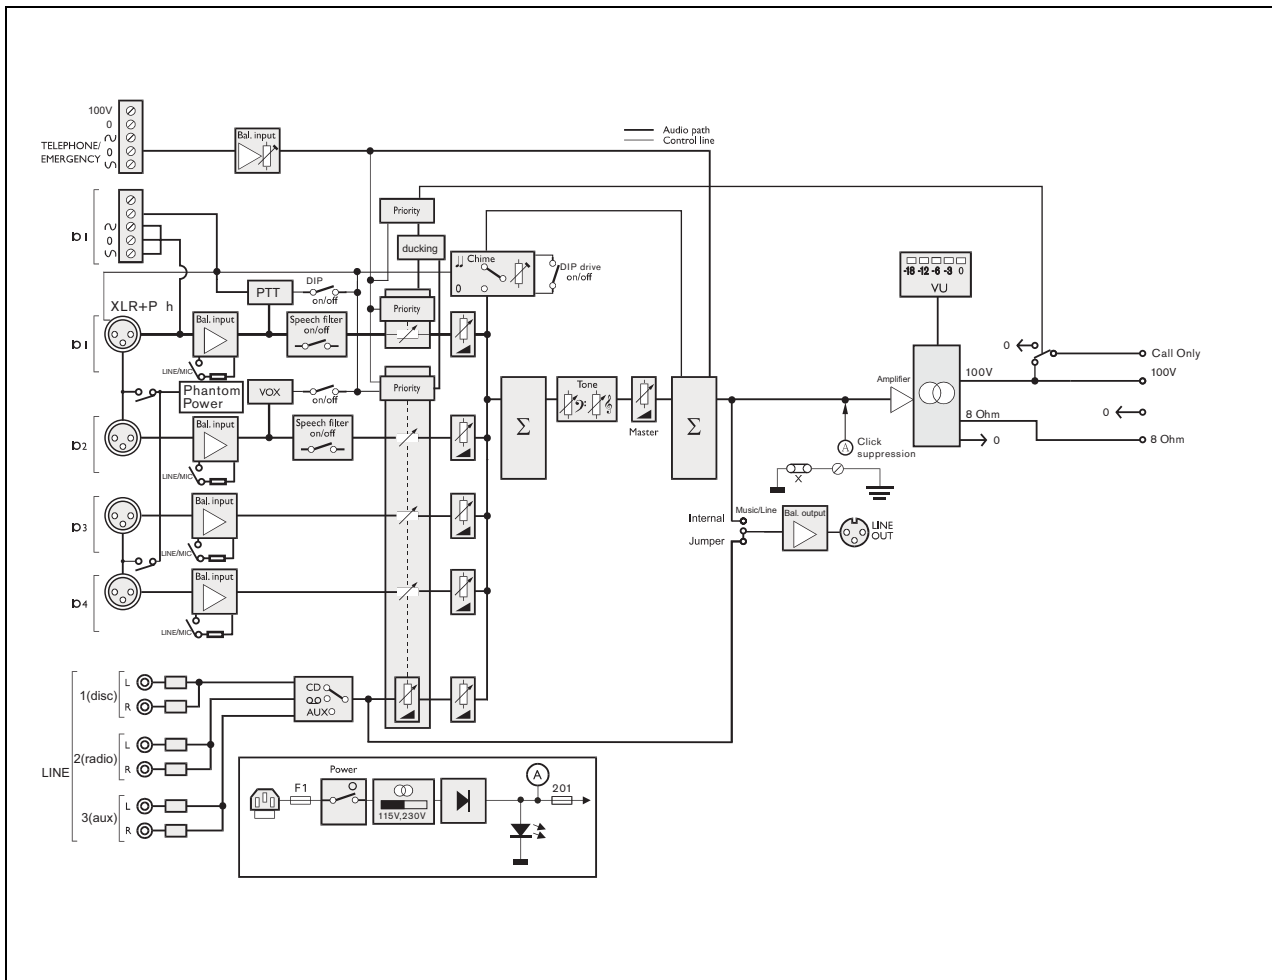 100V
0
TELEPHONE/
EMERGENCY
0
Bal. input
Audio path
Control line
Priority
ducking
0
Chime
0
DIP drive
on/off
-18 -12 -6 -3 0
VU
XLR+P h
PTT
DIP
on/off
Priority
Bal. input
Speech filter
on/off
LINE/MIC
Phantom
Power
VOX
on/off
Priority
Bal. input
Speech filter
on/off
LINE/MIC
Σ
Tone
Master
Σ
Amplifier
0
Call Only
100V
100V
0
8 Ohm
0
8 Ohm
A
Click
suppression
X
Bal. input
LINE/MIC
Internal
Jumper
Music/Line
Bal. output
LINE
OUT
Bal. input
LINE/MIC
LINE
1(disc)
L
R
CD
AUX
2(radio)
L
R
3(aux)
L
R
Power
F1
115V,230V
A
201